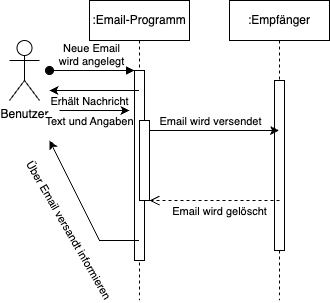 :Email-Programm
:Empfänger
Neue Email
wird angelegt
Erhält Nachricht
Benutzer
Text und Angaben
Email wird versendet
Email wird gelöscht
Über Email versandt informieren